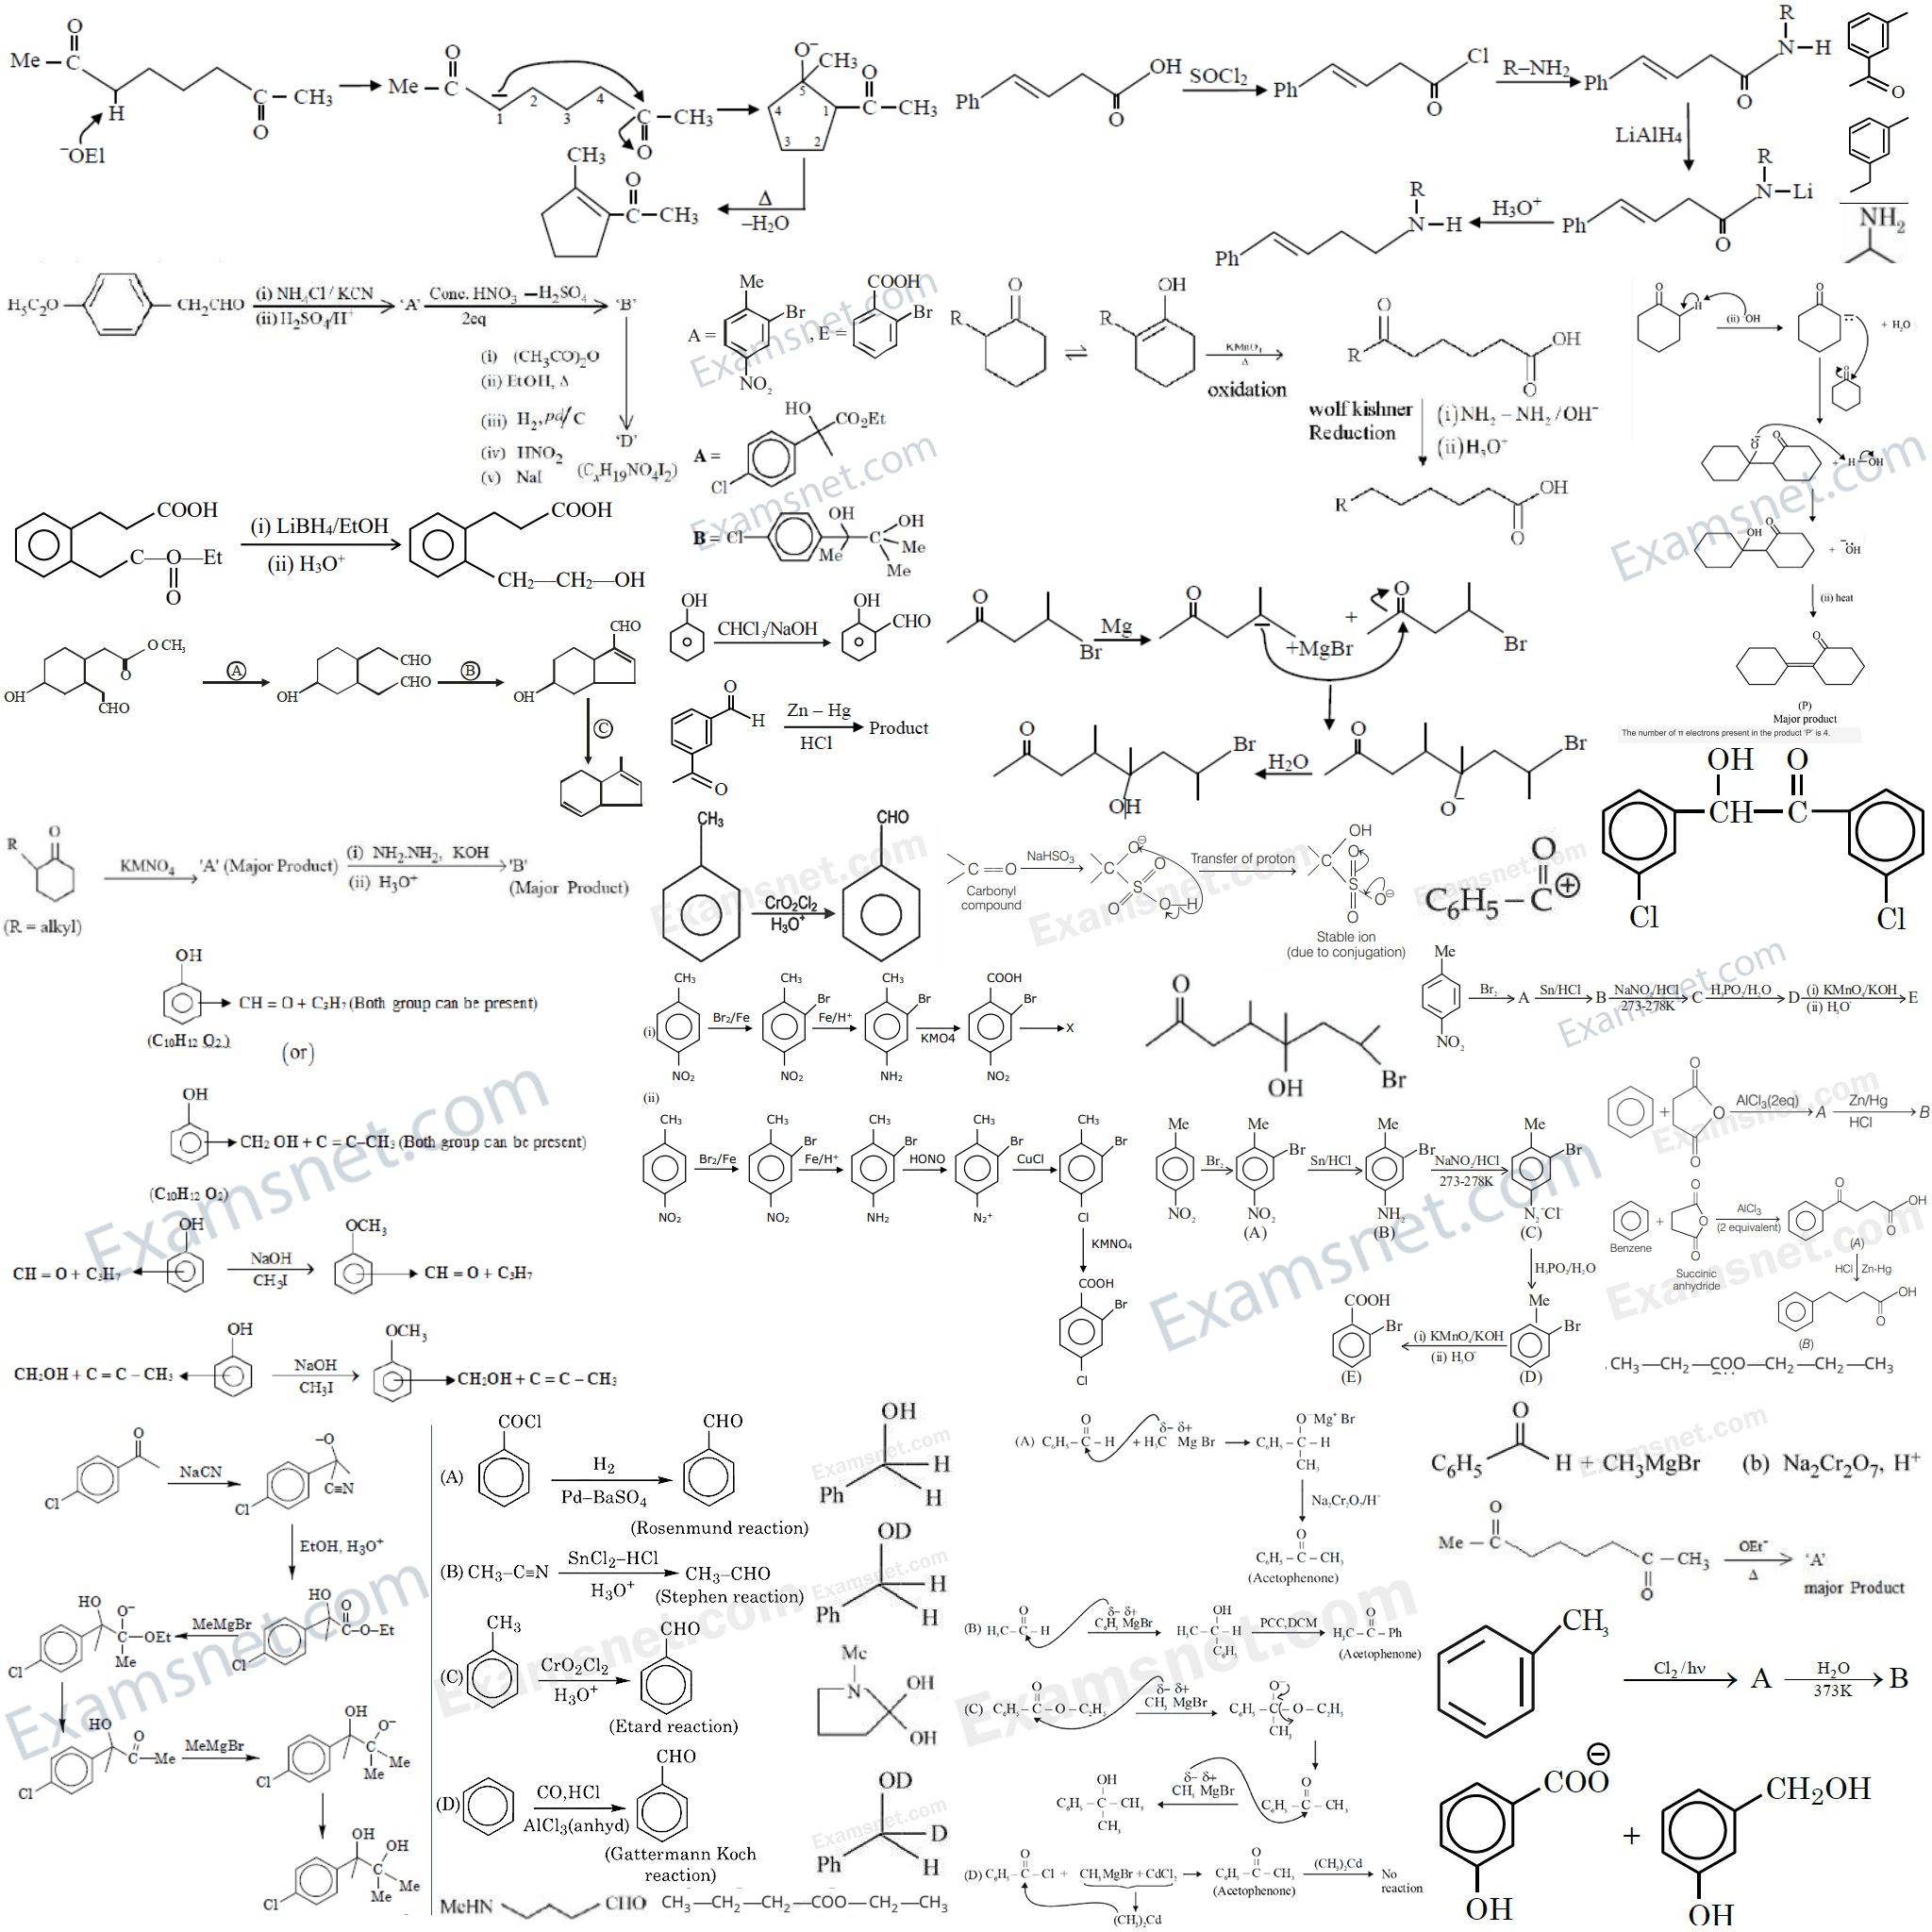 Me – C – CH3
⁻OEl
Me – C – CH3
1 2 3 4
O⁻ CH3
C – CH3
Δ
–H2O
Ph OH SOCl2 Ph Cl R–NH2 Ph N–H
LiAlH4
N–Li
H3O⁺
N–H
NH2
H5C2O CH2CHO (i) NH4Cl / KCN 'A' Conc. HNO3 –H2SO4 'B'
(ii) H2SO4/H⁺ 2eq
(i) (CH3CO)2O
(ii) EtOH, Δ
(iii) H2, pd/C
(iv) HNO2
(v) NaI
'D'
(CxH19NO4I2)
Me COOH
A = Br , E = Br
NO2
HO CO2Et
A =
Cl
OH OH
B = Cl
Me Me
Me
R O R OH KMnO4
Δ
oxidation
R OH
O
wolf kishner (i) NH2 – NH2 / OH⁻
Reduction (ii) H3O⁺
R OH
O
(ii) OH + H2O
H – OH
OH O + OH
(ii) heat
(P)
Major product
The number of π electrons present in the product 'P' is 4.
COOH (i) LiBH4/EtOH COOH
C—O—Et (ii) H3O⁺ CH2—CH2—OH
O
O CH3 CHO CHO CHO
OH CHO A OH B OH
C
OH CHCl3/NaOH OH CHO
O H Zn – Hg Product
HCl
O
O Br Mg O +MgBr + O Br
O Br H2O O Br
OH O⁻
OH O
CH – C
Cl Cl
R O KMNO4 'A' (Major Product) (i) NH2.NH2, KOH 'B'
(ii) H3O⁺ (Major Product)
(R = alkyl)
CH3 CrO2Cl2 CHO
H3O⁺
C=O NaHSO3 Transfer of proton
Carbonyl
compound
Stable ion
(due to conjugation)
C6H5 – C⊕
O
OH
CH = O + C3H7 (Both group can be present)
(C10H12 O2)
(or)
OH
CH2 OH + C = C–CH3 (Both group can be present)
(C10H12 O2)
OH NaOH OCH3
CH = O + C3H7 CH3I CH = O + C3H7
OH NaOH OCH3
CH2OH + C = C – CH3 CH3I CH2OH + C = C – CH3
(i) CH3 Br2/Fe CH3 Br Fe/H⁺ CH3 Br KMO4 COOH Br X
NO2 NO2 NH2 NO2
(ii)
CH3 Br2/Fe CH3 Br Fe/H⁺ CH3 Br HONO CH3 Br CuCl CH3 Br
NO2 NO2 NH2 N2⁺ Cl
KMNO4
COOH
Br
Cl
O
OH Br
Me Br2 A Sn/HCl B NaNO2/HCl C H3PO2/H2O D (i) KMnO4/KOH E
273-278K (ii) H3O⁺
NO2
Me Br2 Me Br Sn/HCl Me Br NaNO2/HCl Me Br
273-278K
NO2 NO2 NH2 N2⁺Cl⁻
(A) (B) (C)
H3PO2/H2O
COOH Br (i) KMnO4/KOH Me Br
(ii) H3O⁺
(E) (D)
+ O AlCl3(2eq) A Zn/Hg B
HCl
AlCl3
(2 equivalent)
Benzene Succinic
anhydride
(A)
HCl Zn-Hg
OH
(B)
CH3—CH2—COO—CH2—CH2—CH3
O NaCN –O C≡N
Cl Cl
EtOH, H3O⁺
HO O⁻ C–OEt Me MeMgBr HO O C–O–Et
Cl Cl
HO O C–Me MeMgBr OH O⁻ C Me Me
Cl Cl
OH OH C Me Me
Cl
(A) COCl H2 CHO
Pd–BaSO4
(Rosenmund reaction)
(B) CH3–C≡N SnCl2–HCl CH3–CHO
H3O⁺ (Stephen reaction)
(C) CH3 CrO2Cl2 CHO
H3O⁺
(Etard reaction)
(D) CO,HCl CHO
AlCl3(anhyd)
(Gattermann Koch
reaction)
MeHN CHO CH3—CH2—CH2—COO—CH2—CH3
OH
H
Ph H
OD
H
Ph H
Me
N OH
OH
OD
D
Ph H
(A) C6H5 – C – H + H3C Mg Br C6H5 – C – H
O⁻Mg⁺Br
CH3
Na2Cr2O7/H⁺
C6H5 – C – CH3
(Acetophenone)
(B) H3C–C–H C6H5 MgBr H3C – C – H PCC,DCM H3C – C – Ph
(Acetophenone)
(C) C6H5 – C – O – C2H5 CH3 MgBr C6H5 – C – O – C2H5
CH3
C6H5 – C – CH3 CH3 MgBr C6H5 – C – CH3
(D) C6H5 – C – Cl + CH3MgBr + CdCl2 C6H5 – C – CH3 (CH3)2Cd No
(Acetophenone) reaction
(CH3)2Cd
O
C6H5 H + CH3MgBr (b) Na2Cr2O7, H⁺
Me – C – CH3 OEt⁻ 'A'
Δ major Product
CH3 Cl2 / hν A H2O B
373K
COO⊖ + CH2OH
OH OH
Examsnet.com